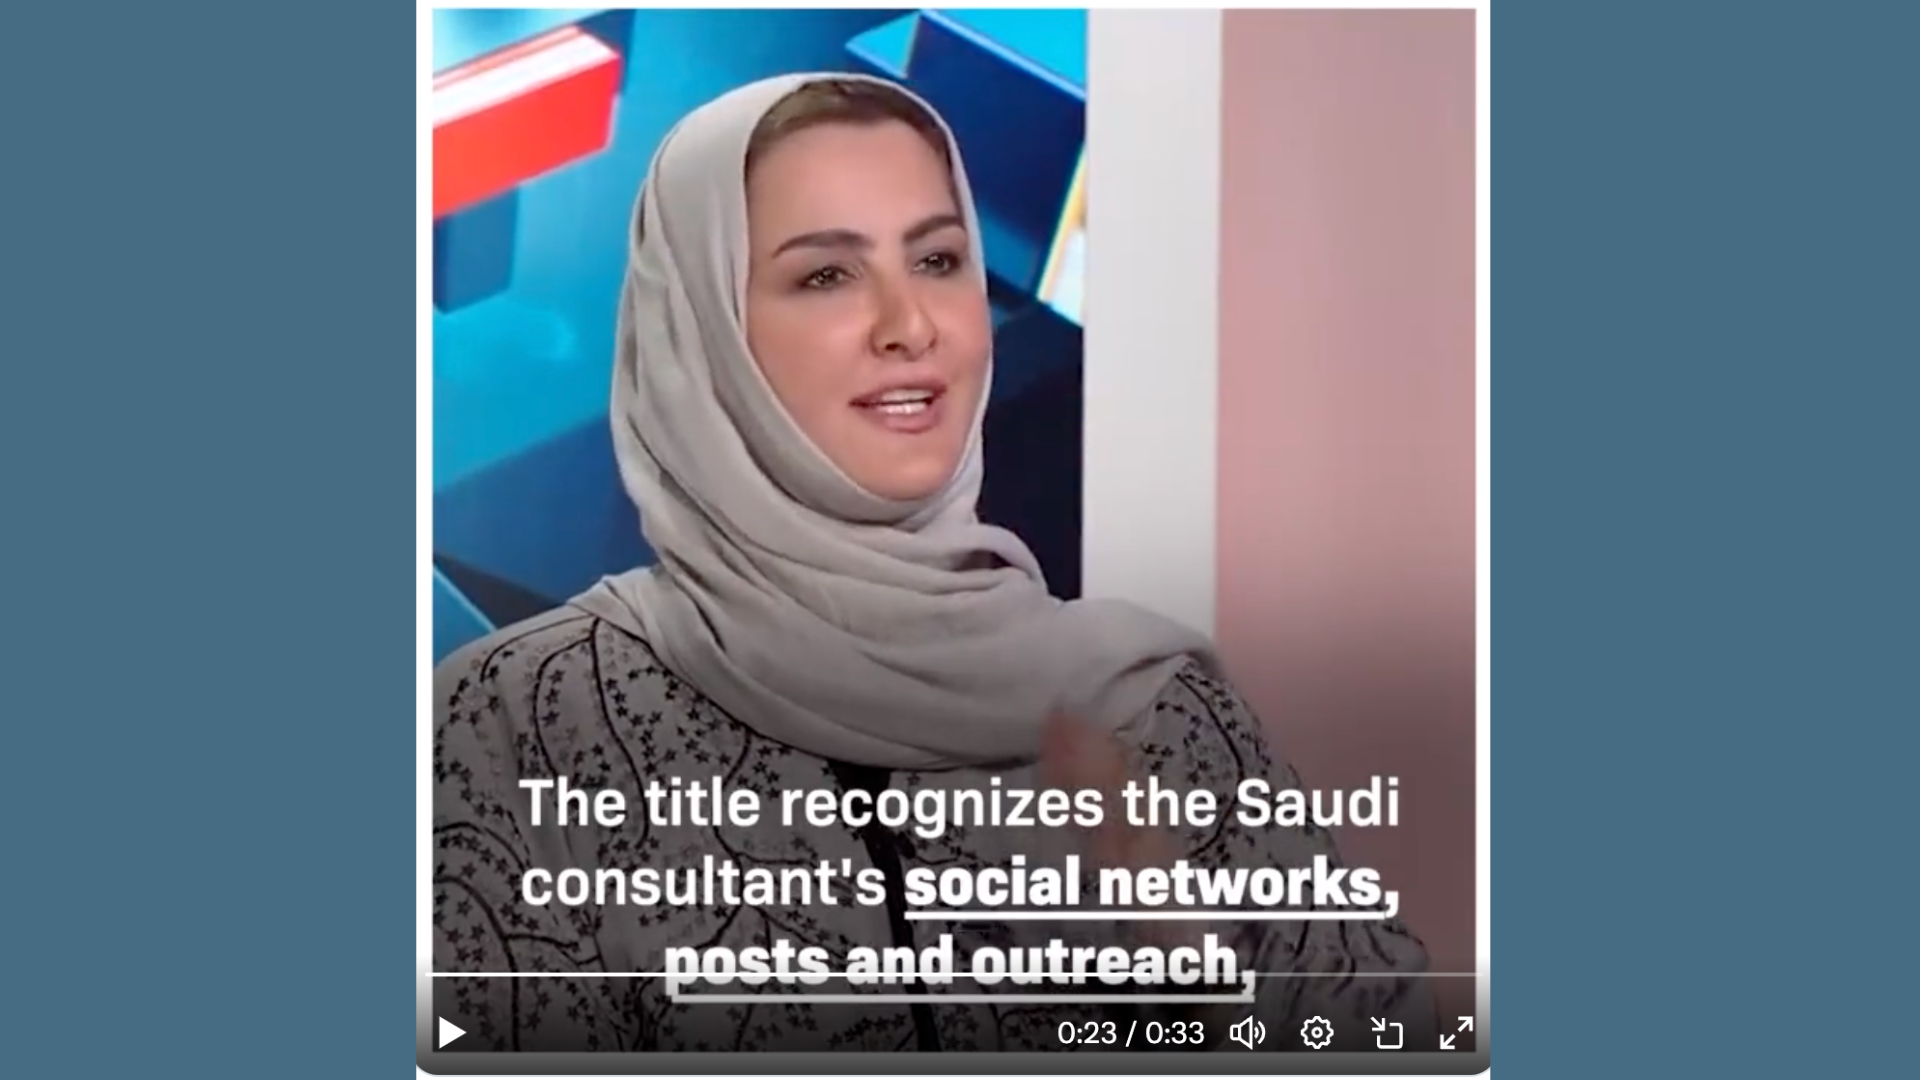 The title recognizes the Saudi
consultant's social networks,
posts and outreach,
0:23 / 0:33